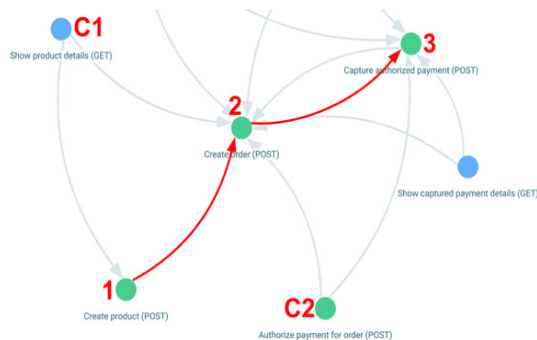 C1
Show product details (GET)
3
Capture authorized payment (POST)
2
Create order (POST)
Show captured payment details (GET)
1
Create product (POST)
C2
Authorize payment for order (POST)